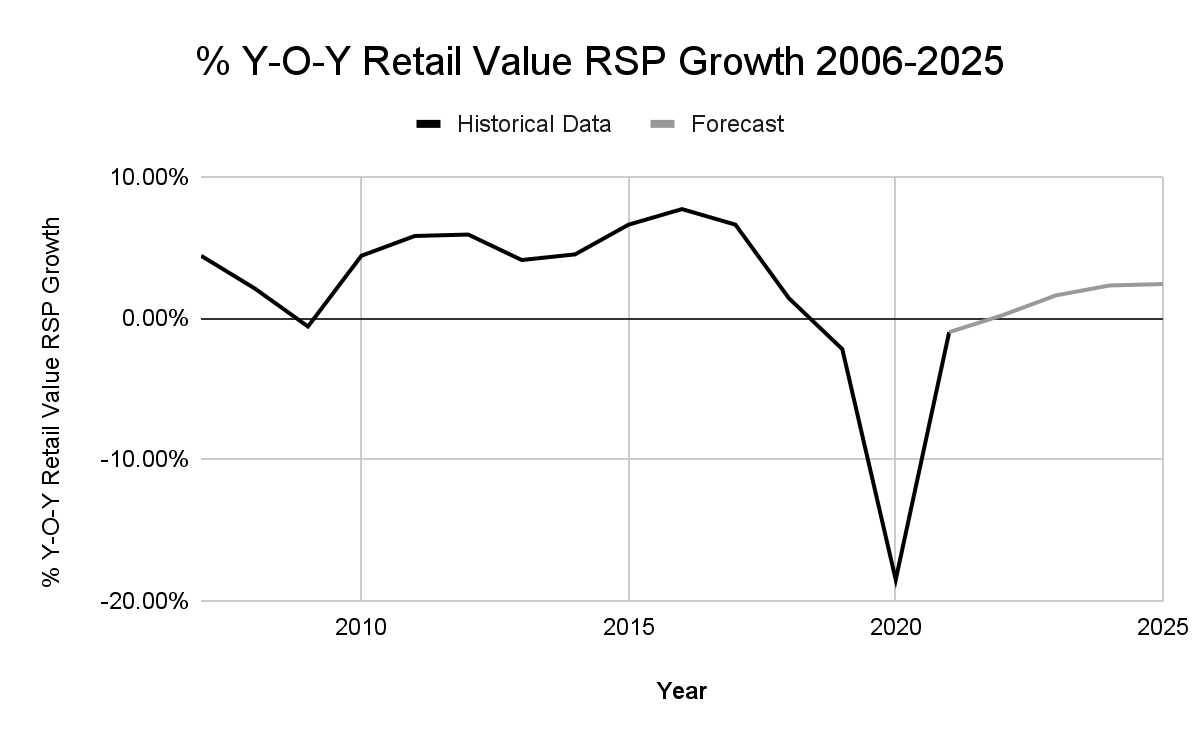 % Y-O-Y Retail Value RSP Growth 2006-2025
Historical Data
Forecast
% Y-O-Y Retail Value RSP Growth
10.00%
0.00%
-10.00%
-20.00%
2010
2015
2020
2025
Year